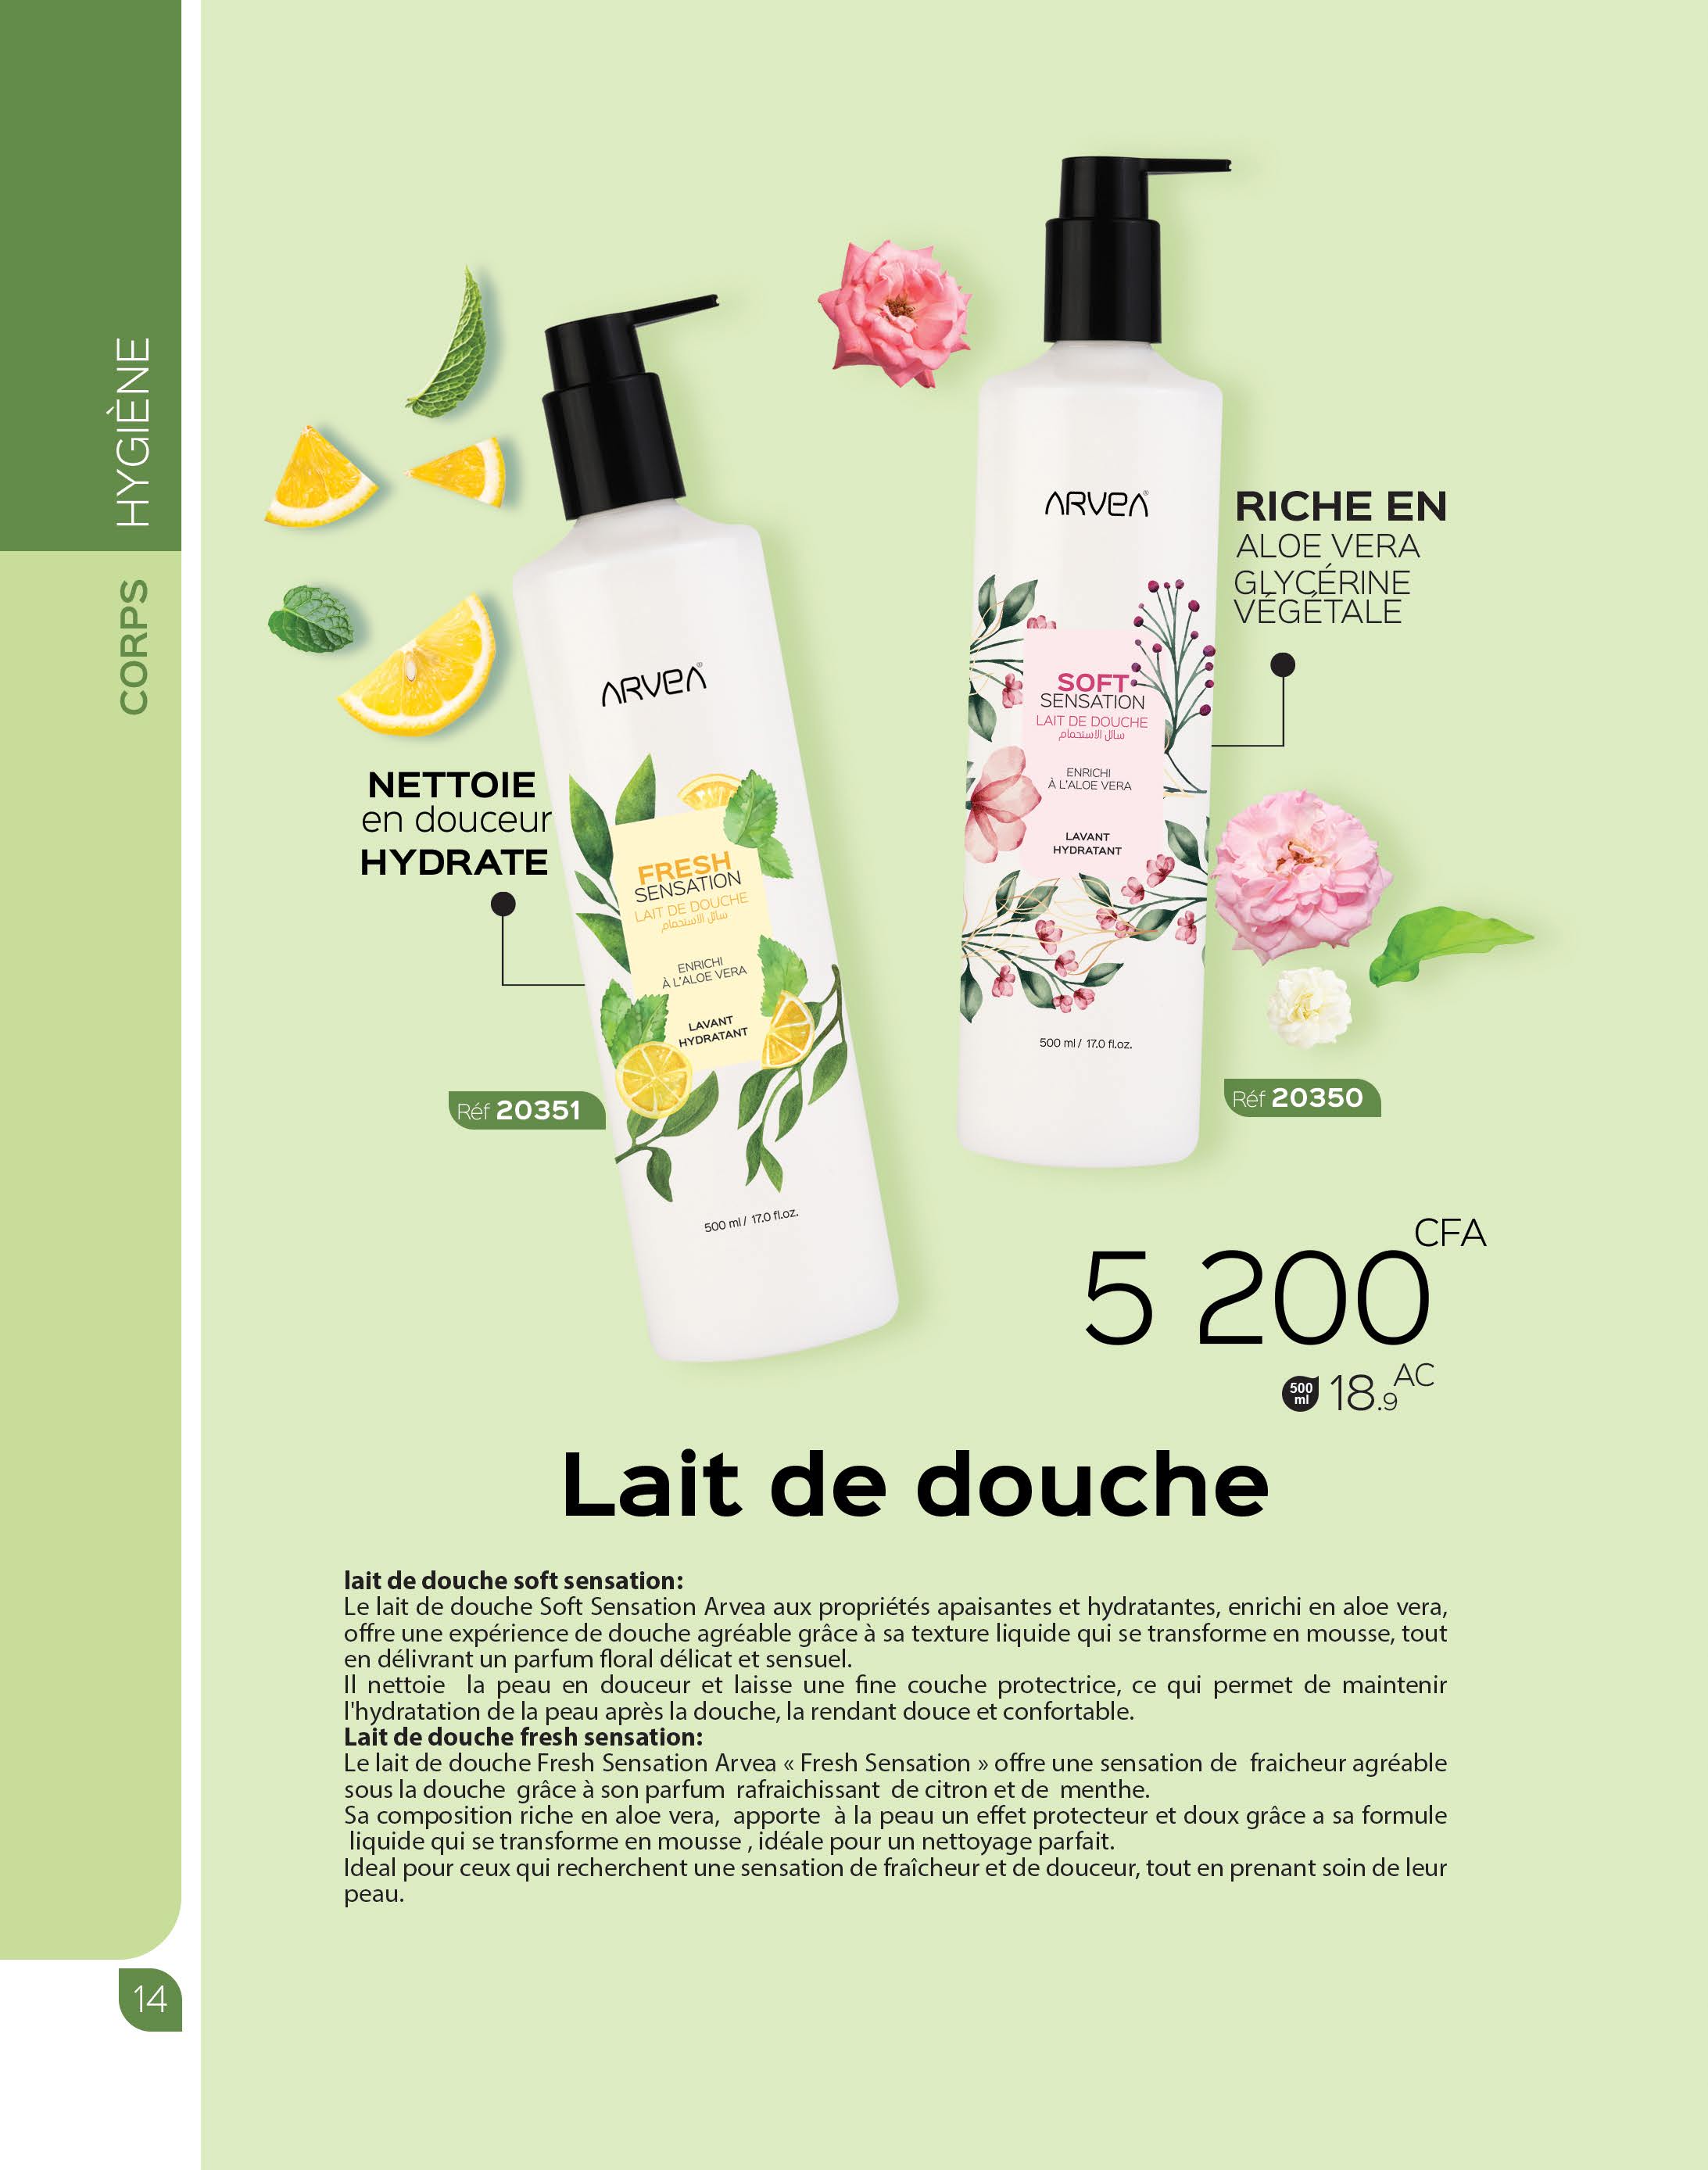 HYGIÈNE
CORPS
ARVEA®
SOFT
SENSATION
LAIT DE DOUCHE
سائل الاستحمام
ENRICHI
À L'ALOE VERA
LAVANT
HYDRATANT
500 ml / 17.0 fl.oz.
RICHE EN
ALOE VERA
GLYCÉRINE
VÉGÉTALE
Réf 20350
NETTOIE
en douceur
HYDRATE
ARVEA®
FRESH
SENSATION
LAIT DE DOUCHE
سائل الاستحمام
ENRICHI
À L'ALOE VERA
LAVANT
HYDRATANT
500 ml / 17.0 fl.oz.
Réf 20351
5 200 CFA
500 ml 18.9 AC
Lait de douche
lait de douche soft sensation:
Le lait de douche Soft Sensation Arvea aux propriétés apaisantes et hydratantes, enrichi en aloe vera,
offre une expérience de douche agréable grâce à sa texture liquide qui se transforme en mousse, tout
en délivrant un parfum floral délicat et sensuel.
Il nettoie la peau en douceur et laisse une fine couche protectrice, ce qui permet de maintenir
l'hydratation de la peau après la douche, la rendant douce et confortable.
Lait de douche fresh sensation:
Le lait de douche Fresh Sensation Arvea « Fresh Sensation » offre une sensation de fraicheur agréable
sous la douche grâce à son parfum rafraichissant de citron et de menthe.
Sa composition riche en aloe vera, apporte à la peau un effet protecteur et doux grâce a sa formule
liquide qui se transforme en mousse , idéale pour un nettoyage parfait.
Ideal pour ceux qui recherchent une sensation de fraîcheur et de douceur, tout en prenant soin de leur
peau.
14